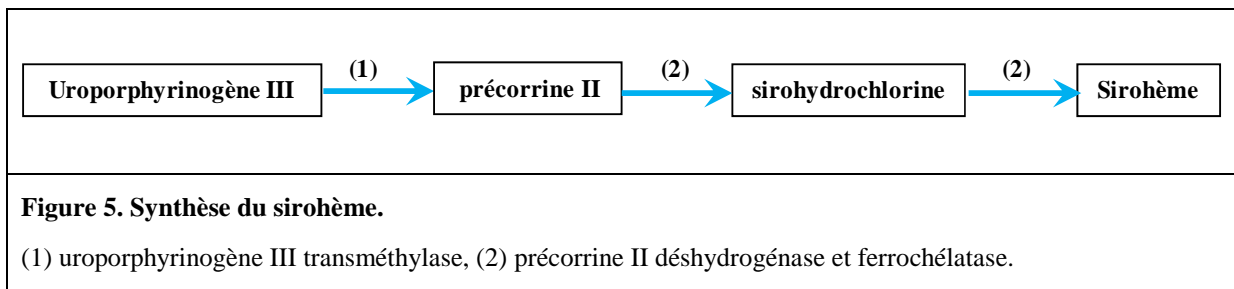 (1) (2) (2)
Uroporphyrinogène III précorrine II sirohydrochlorine Sirohème
Figure 5. Synthèse du sirohème.
(1) uroporphyrinogène III transméthylase, (2) précorrine II déshydrogénase et ferrochélatase.